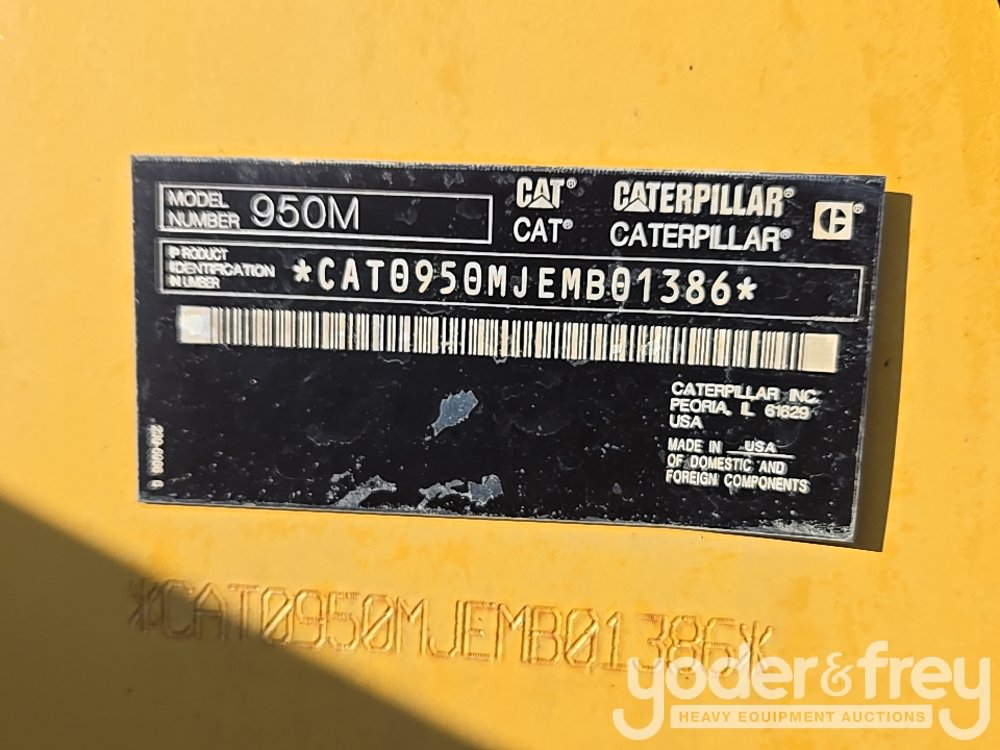 MODEL NUMBER 950M
CAT® CATERPILLAR®
CAT® CATERPILLAR®
PRODUCT IDENTIFICATION NUMBER
*CAT0950MJEMB01386*
CATERPILLAR INC.
PEORIA, IL 61629
USA
MADE IN USA
OF DOMESTIC AND
FOREIGN COMPONENTS
*CAT0950MJEMB01386*
yoder&frey
HEAVY EQUIPMENT AUCTIONS